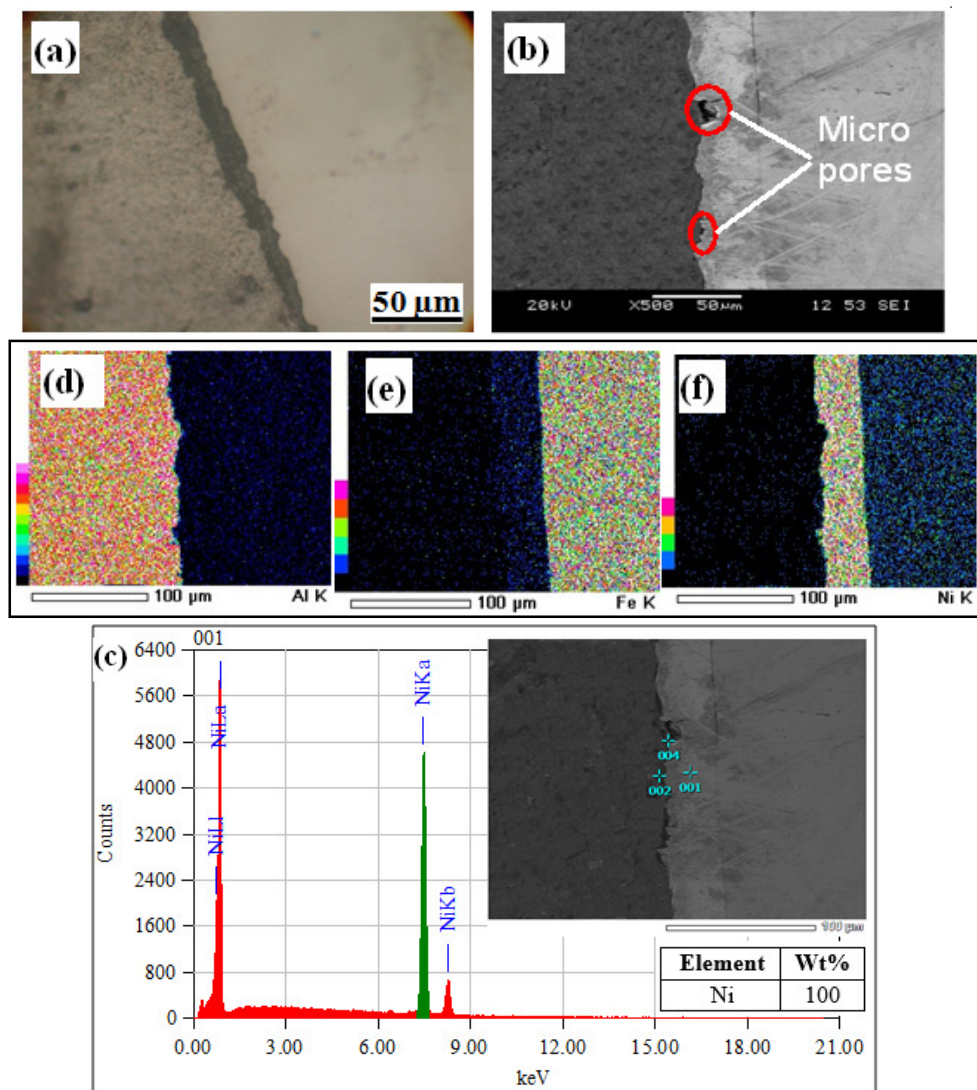 (a)
50 µm
(b)
Micro
pores
20kV X500 50µm 12 53 SEI
(d)
100 µm Al K
(e)
100 µm Fe K
(f)
100 µm Ni K
(c)
001
6400
5600
4800
4000
3200
2400
1600
800
0
Counts
NiLl
NiLa
NiKa
NiKb
0.00 3.00 6.00 9.00 12.00 15.00 18.00 21.00
keV
004
002
001
100 µm
Element Wt%
Ni 100